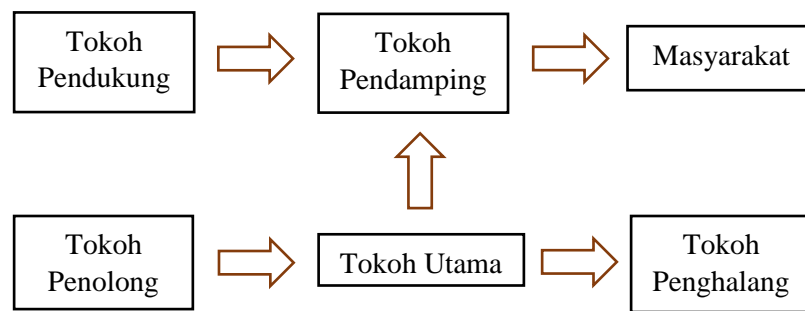 Tokoh
Pendukung
Tokoh
Pendamping
Masyarakat
Tokoh
Penolong
Tokoh Utama
Tokoh
Penghalang